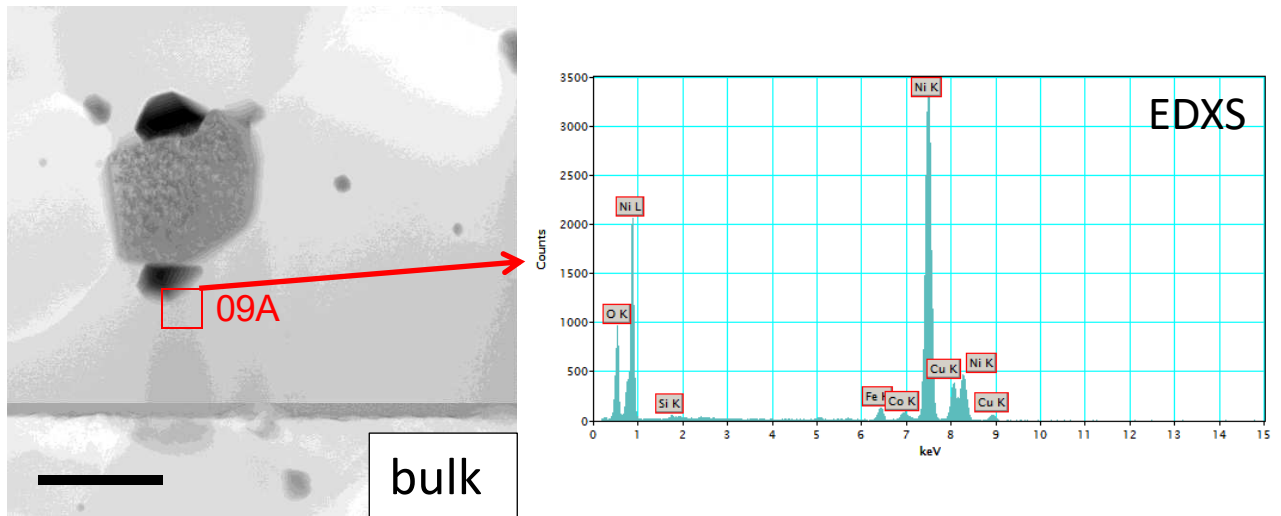 09A
bulk
EDXS
3500
3000
2500
2000
1500
1000
500
0
Counts
Ni K
Ni L
O K
Si K
Fe K
Co K
Cu K
Ni K
Cu K
0 1 2 3 4 5 6 7 8 9 10 11 12 13 14 15
keV